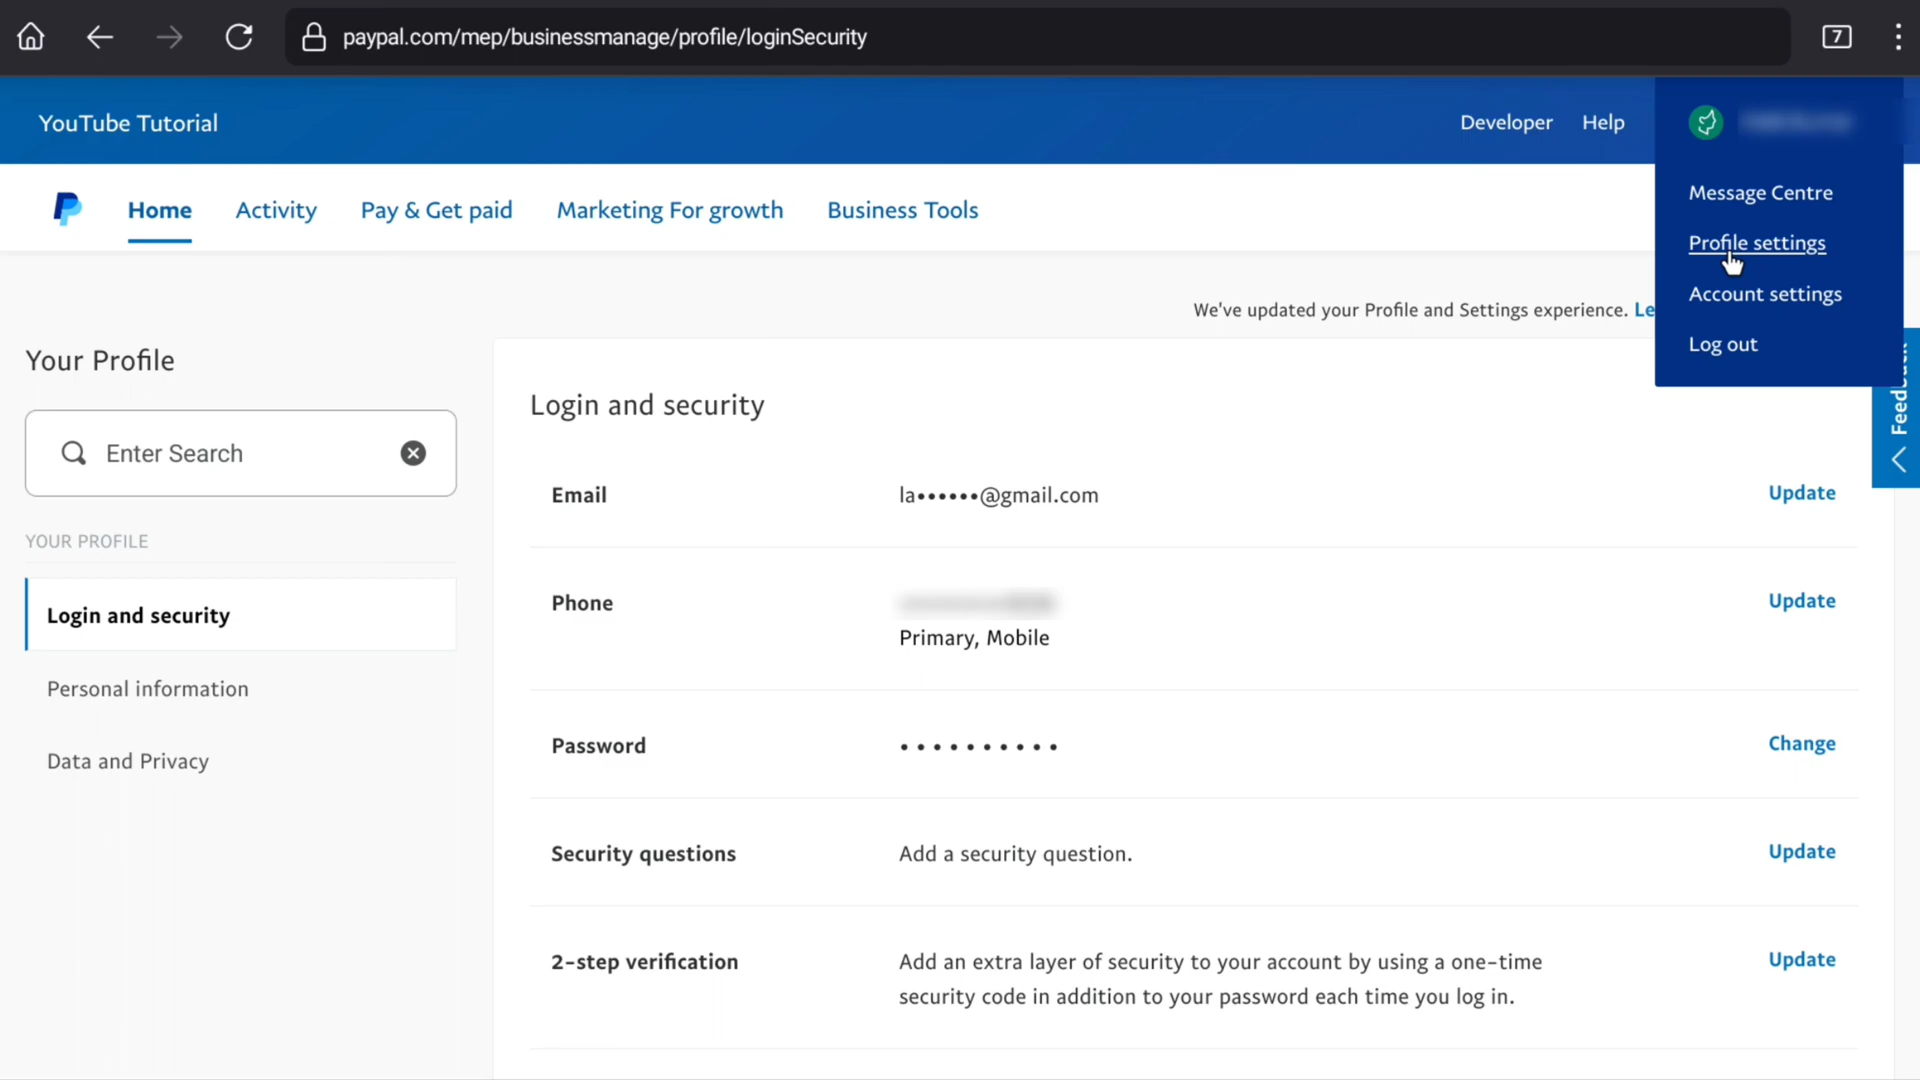 paypal.com/mep/businessmanage/profile/loginSecurity
7
YouTube Tutorial
Developer
Help
Home
Activity
Pay & Get paid
Marketing For growth
Business Tools
Message Centre
Profile settings
Account settings
Log out
We've updated your Profile and Settings experience. Le
Feedback
Your Profile
Enter Search
YOUR PROFILE
Login and security
Personal information
Data and Privacy
Login and security
Email
la••••••@gmail.com
Update
Phone
Primary, Mobile
Update
Password
••••••••••
Change
Security questions
Add a security question.
Update
2-step verification
Add an extra layer of security to your account by using a one-time
security code in addition to your password each time you log in.
Update